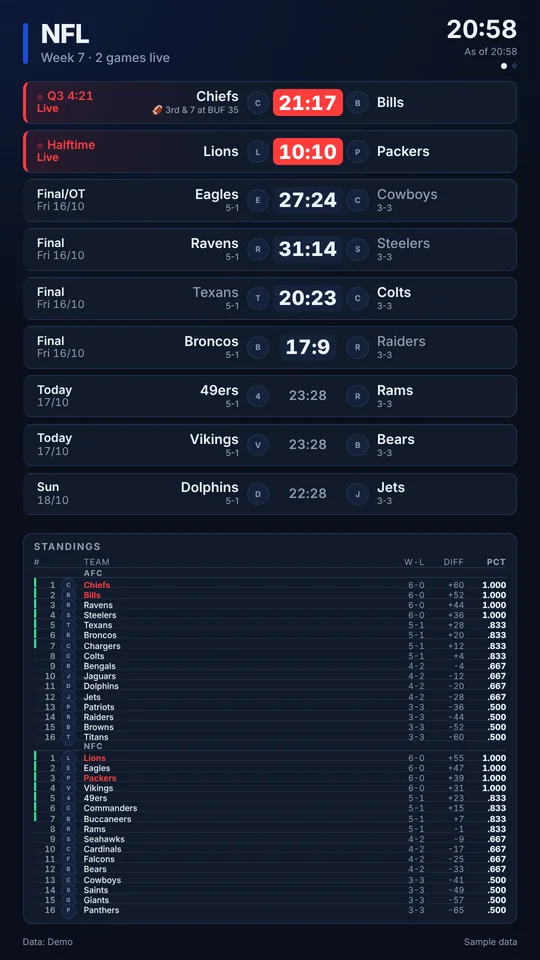 NFL
Week 7 · 2 games live
20:58
As of 20:58
Q3 4:21
Live
Chiefs
🏈 3rd & 7 at BUF 35
C
21:17
B
Bills
Halftime
Live
Lions
L
10:10
P
Packers
Final/OT
Fri 16/10
Eagles
5-1
E
27:24
C
Cowboys
3-3
Final
Fri 16/10
Ravens
5-1
R
31:14
S
Steelers
3-3
Final
Fri 16/10
Texans
5-1
T
20:23
C
Colts
3-3
Final
Fri 16/10
Broncos
5-1
B
17:9
R
Raiders
3-3
Today
17/10
49ers
5-1
4
23:28
R
Rams
3-3
Today
17/10
Vikings
5-1
V
23:28
B
Bears
3-3
Sun
18/10
Dolphins
5-1
D
22:28
J
Jets
3-3
STANDINGS
# TEAM W-L DIFF PCT
AFC
1 C Chiefs 6-0 +60 1.000
2 B Bills 6-0 +52 1.000
3 R Ravens 6-0 +44 1.000
4 S Steelers 6-0 +36 1.000
5 T Texans 5-1 +28 .833
6 B Broncos 5-1 +20 .833
7 C Chargers 5-1 +12 .833
8 C Colts 5-1 +4 .833
9 B Bengals 4-2 -4 .667
10 J Jaguars 4-2 -12 .667
11 D Dolphins 4-2 -20 .667
12 J Jets 4-2 -28 .667
13 P Patriots 3-3 -36 .500
14 R Raiders 3-3 -44 .500
15 B Browns 3-3 -52 .500
16 T Titans 3-3 -60 .500
NFC
1 L Lions 6-0 +55 1.000
2 E Eagles 6-0 +47 1.000
3 P Packers 6-0 +39 1.000
4 V Vikings 6-0 +31 1.000
5 4 49ers 5-1 +23 .833
6 C Commanders 5-1 +15 .833
7 B Buccaneers 5-1 +7 .833
8 R Rams 5-1 -1 .833
9 S Seahawks 4-2 -9 .667
10 C Cardinals 4-2 -17 .667
11 F Falcons 4-2 -25 .667
12 B Bears 4-2 -33 .667
13 C Cowboys 3-3 -41 .500
14 S Saints 3-3 -49 .500
15 G Giants 3-3 -57 .500
16 P Panthers 3-3 -65 .500
Data: Demo
Sample data